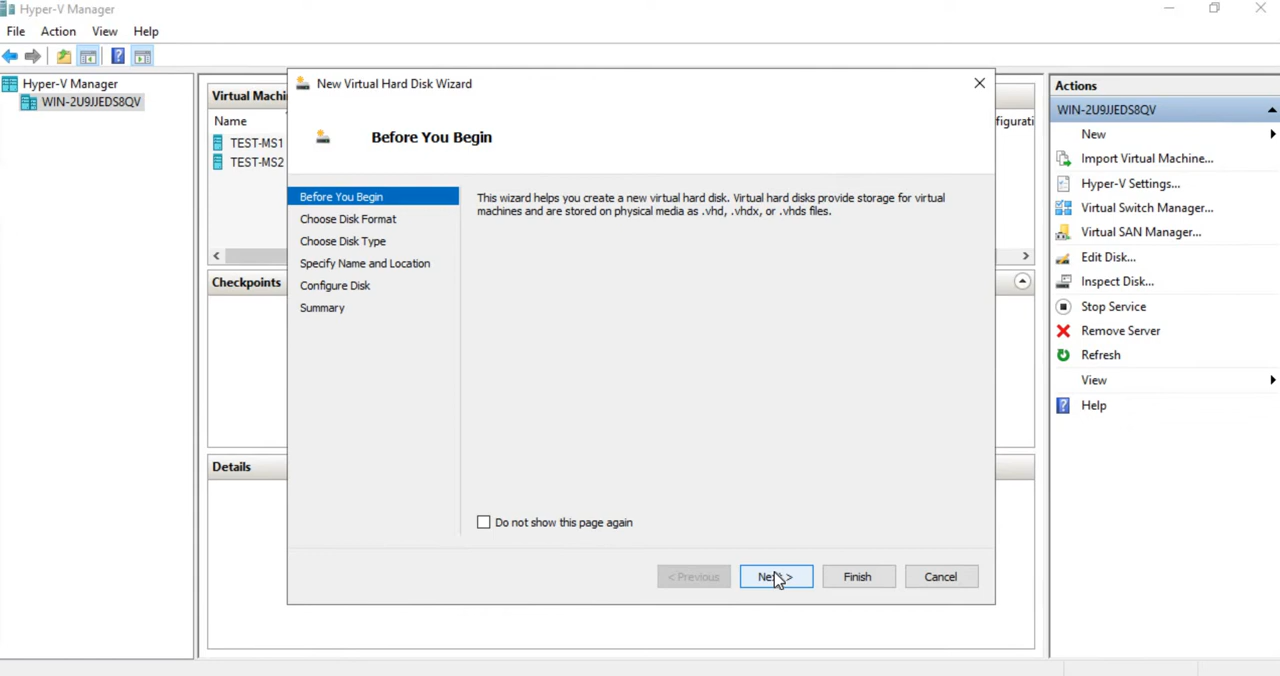 Hyper-V Manager
File Action View Help
Hyper-V Manager
WIN-2U9JJEDS8QV
Name
TEST-MS1
TEST-MS2
Checkpoints
Details
New Virtual Hard Disk Wizard
Before You Begin
Before You Begin
Choose Disk Format
Choose Disk Type
Specify Name and Location
Configure Disk
Summary
This wizard helps you create a new virtual hard disk. Virtual hard disks provide storage for virtual
machines and are stored on physical media as .vhd, .vhdx, or .vhds files.
Do not show this page again
< Previous
Finish
Cancel
Actions
WIN-2U9JJEDS8QV
New
Import Virtual Machine...
Hyper-V Settings...
Virtual Switch Manager...
Virtual SAN Manager...
Edit Disk...
Inspect Disk...
Stop Service
Remove Server
Refresh
View
Help